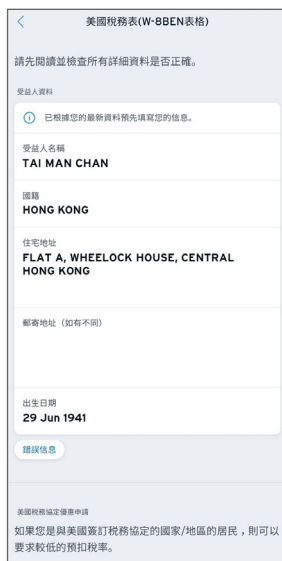 美國稅務表(W-8BEN表格)
請先閱讀並檢查所有詳細資料是否正確。
受益人資料
已根據您的最新資料預先填寫您的信息。
受益人名稱
TAI MAN CHAN
國籍
HONG KONG
住宅地址
FLAT A, WHEELOCK HOUSE, CENTRAL
HONG KONG
郵寄地址（如有不同）
出生日期
29 Jun 1941
錯誤信息
美國稅務協定優惠申請
如果您是與美國簽訂稅務協定的國家/地區的居民，則可以
要求較低的預扣稅率。